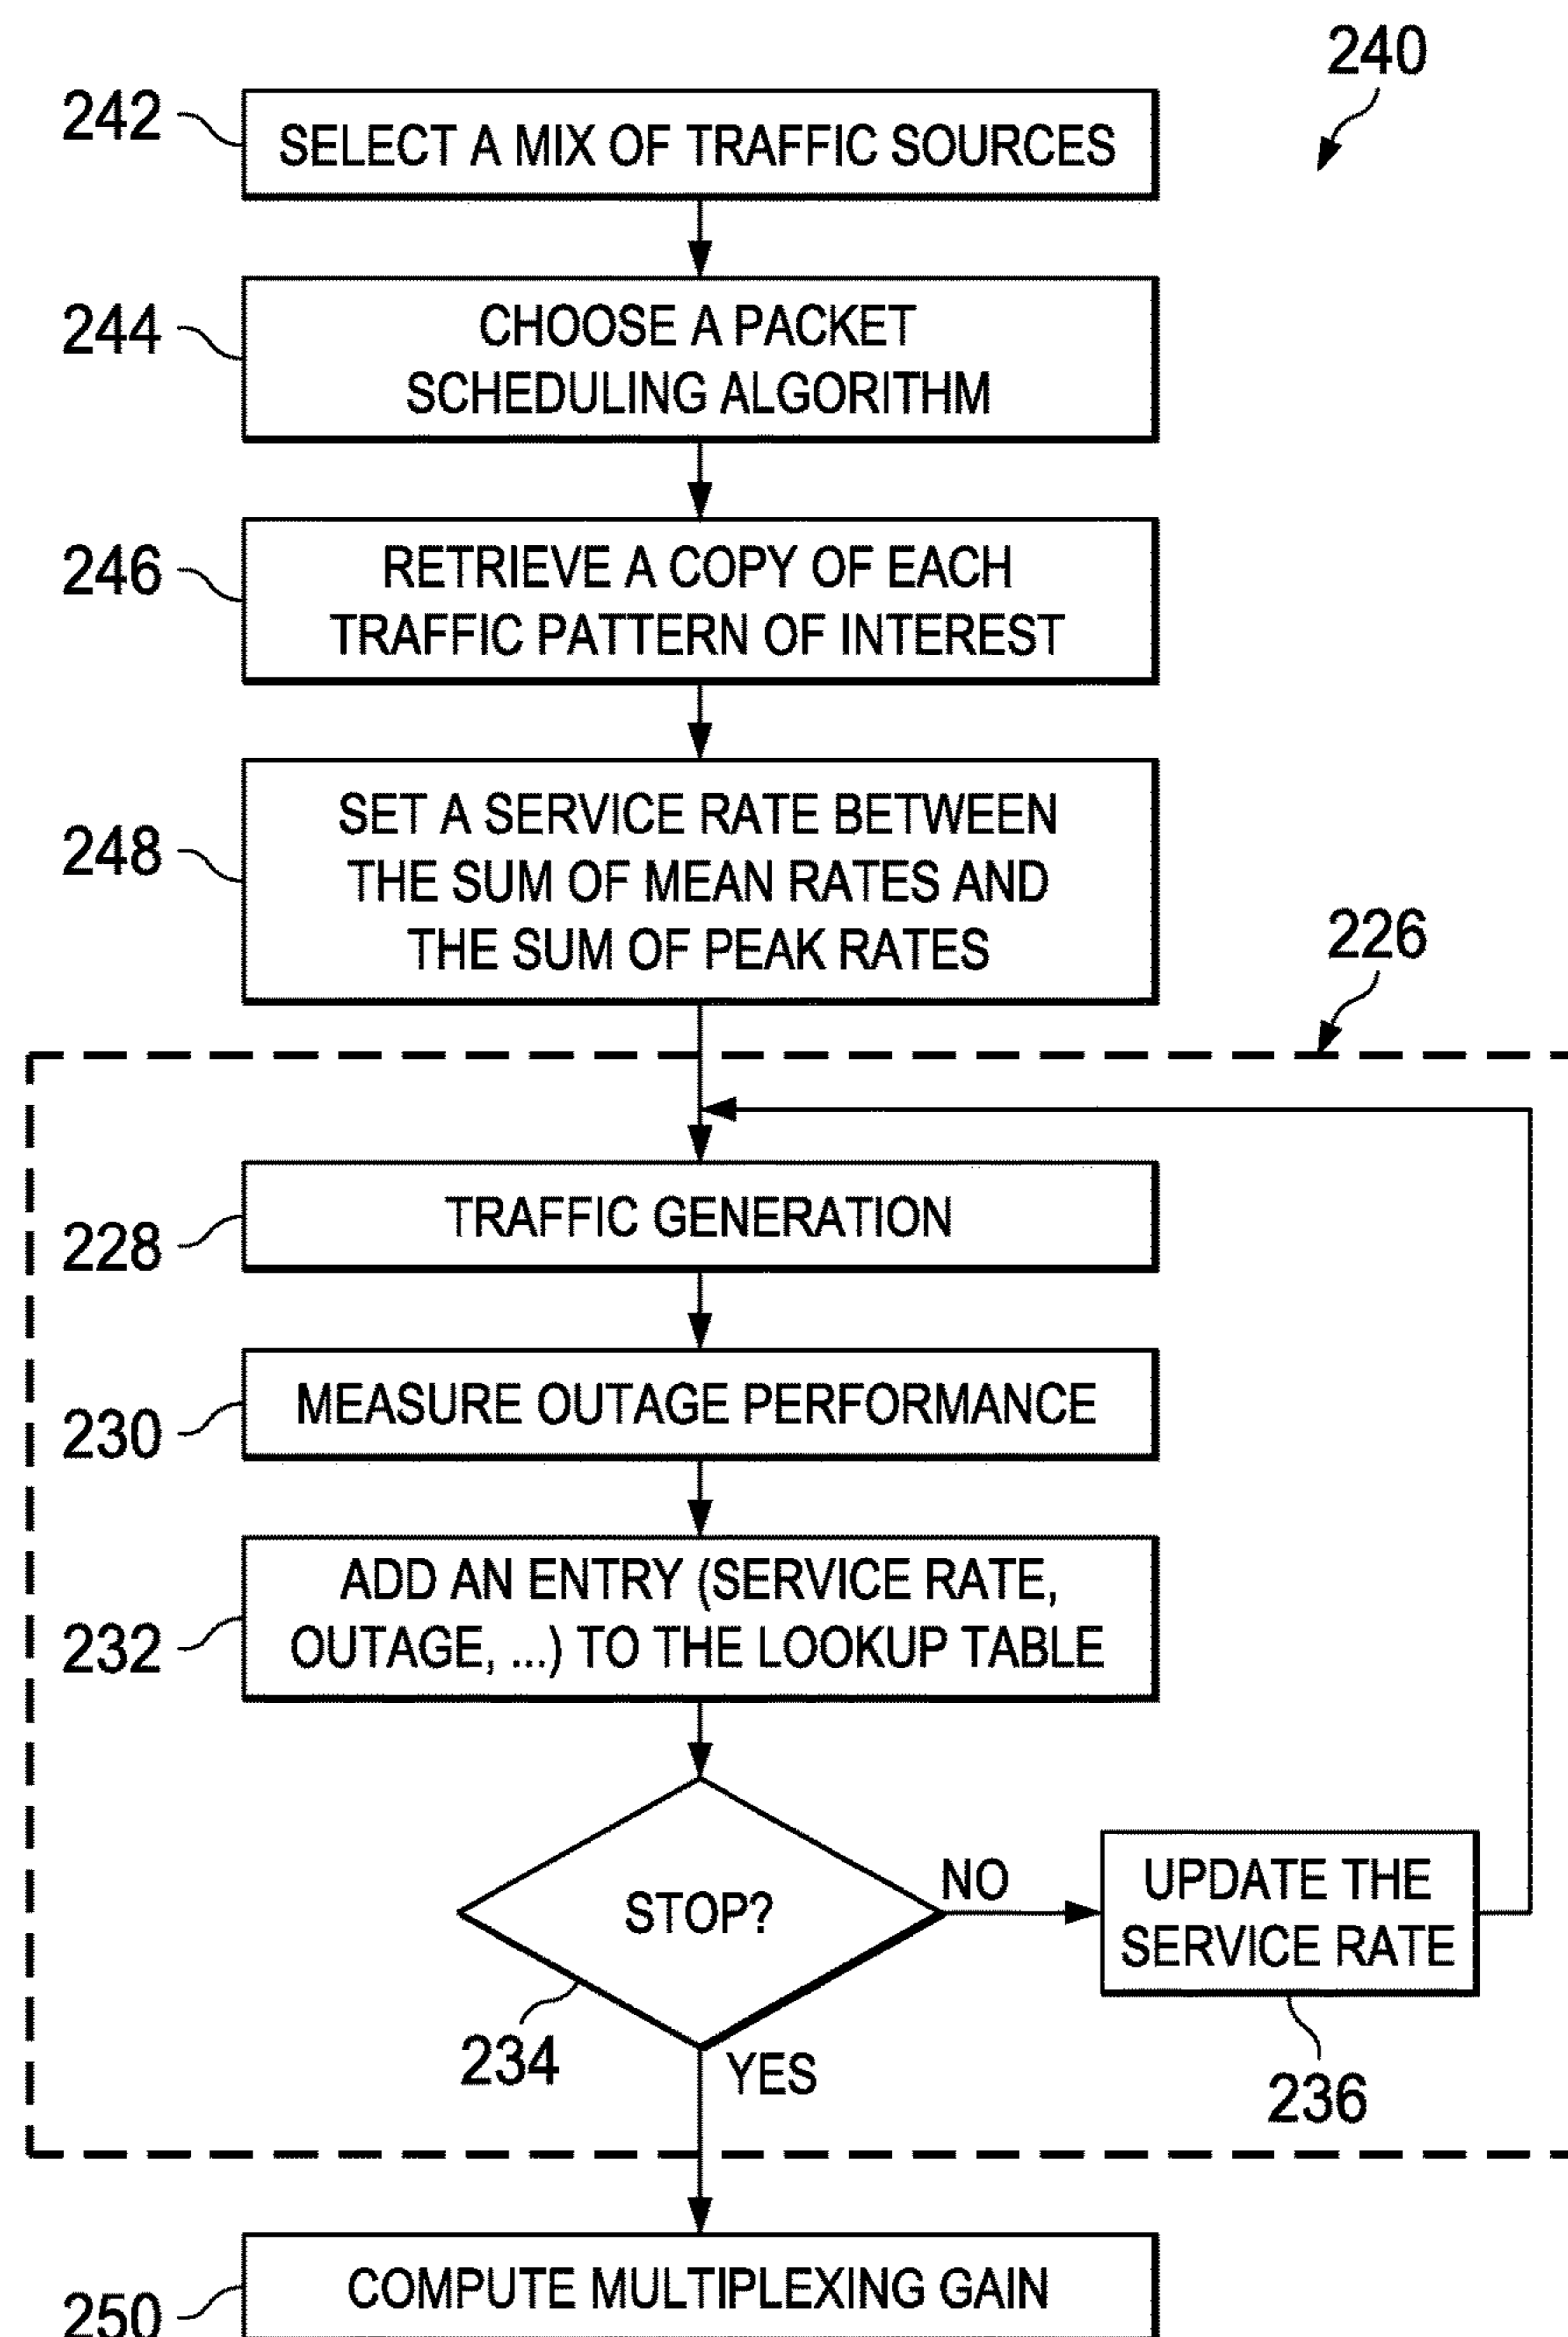 240
242
SELECT A MIX OF TRAFFIC SOURCES
244
CHOOSE A PACKET
SCHEDULING ALGORITHM
246
RETRIEVE A COPY OF EACH
TRAFFIC PATTERN OF INTEREST
248
SET A SERVICE RATE BETWEEN
THE SUM OF MEAN RATES AND
THE SUM OF PEAK RATES
226
228
TRAFFIC GENERATION
230
MEASURE OUTAGE PERFORMANCE
232
ADD AN ENTRY (SERVICE RATE,
OUTAGE, ...) TO THE LOOKUP TABLE
STOP?
NO
UPDATE THE
SERVICE RATE
234
YES
236
250
COMPUTE MULTIPLEXING GAIN